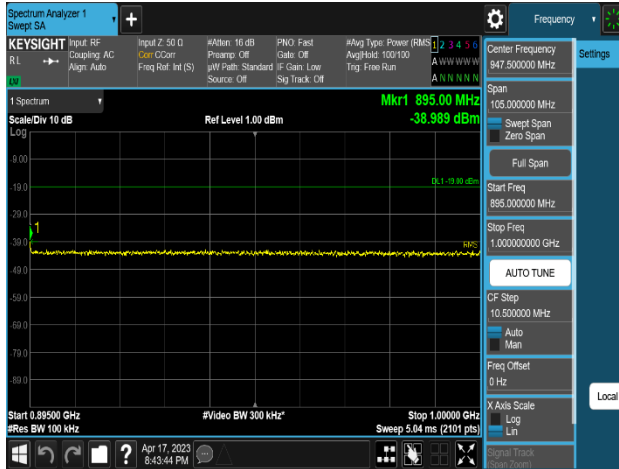 Spectrum Analyzer 1
Swept SA
+
Frequency
KEYSIGHT
RL
Input: RF
Coupling: AC
Align: Auto
Input Z: 50 Ω
Corr CCorr
Freq Ref: Int (S)
#Atten: 16 dB
Preamp: Off
µW Path: Standard
Source: Off
PNO: Fast
Gate: Off
IF Gain: Low
Sig Track: Off
#Avg Type: Power (RMS
Avg|Hold: 100/100
Trig: Free Run
1 2 3 4 5 6
A W W W W W
A N N N N N
1 Spectrum
Scale/Div 10 dB
Log
Ref Level 1.00 dBm
Mkr1 895.00 MHz
-38.989 dBm
-9.00
-19.0
-29.0
-39.0
-49.0
-59.0
-69.0
-79.0
-89.0
DL1 -19.00 dBm
1
RMS
Start 0.89500 GHz
#Res BW 100 kHz
#Video BW 300 kHz*
Stop 1.00000 GHz
Sweep 5.04 ms (2101 pts)
?
Apr 17, 2023
8:43:44 PM
Center Frequency
947.500000 MHz
Settings
Span
105.000000 MHz
Swept Span
Zero Span
Full Span
Start Freq
895.000000 MHz
Stop Freq
1.000000000 GHz
AUTO TUNE
CF Step
10.500000 MHz
Auto
Man
Freq Offset
0 Hz
Local
X Axis Scale
Log
Lin
Signal Track
(Span Zoom)